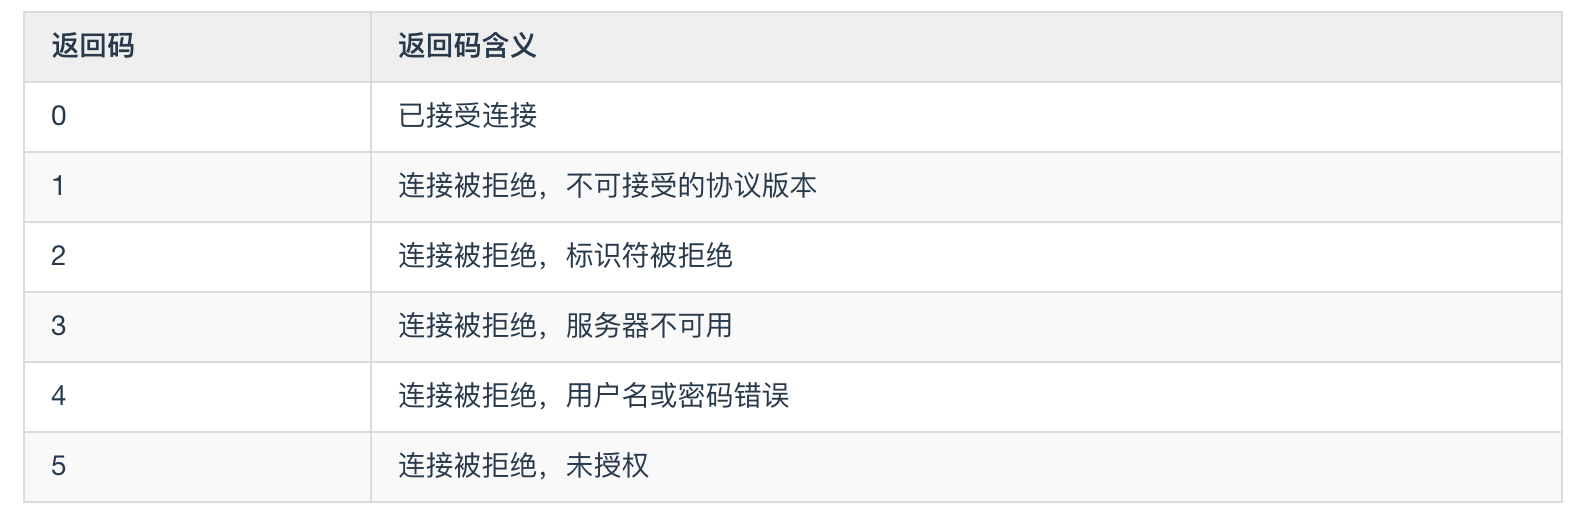 返回码 返回码含义
0 已接受连接
1 连接被拒绝，不可接受的协议版本
2 连接被拒绝，标识符被拒绝
3 连接被拒绝，服务器不可用
4 连接被拒绝，用户名或密码错误
5 连接被拒绝，未授权